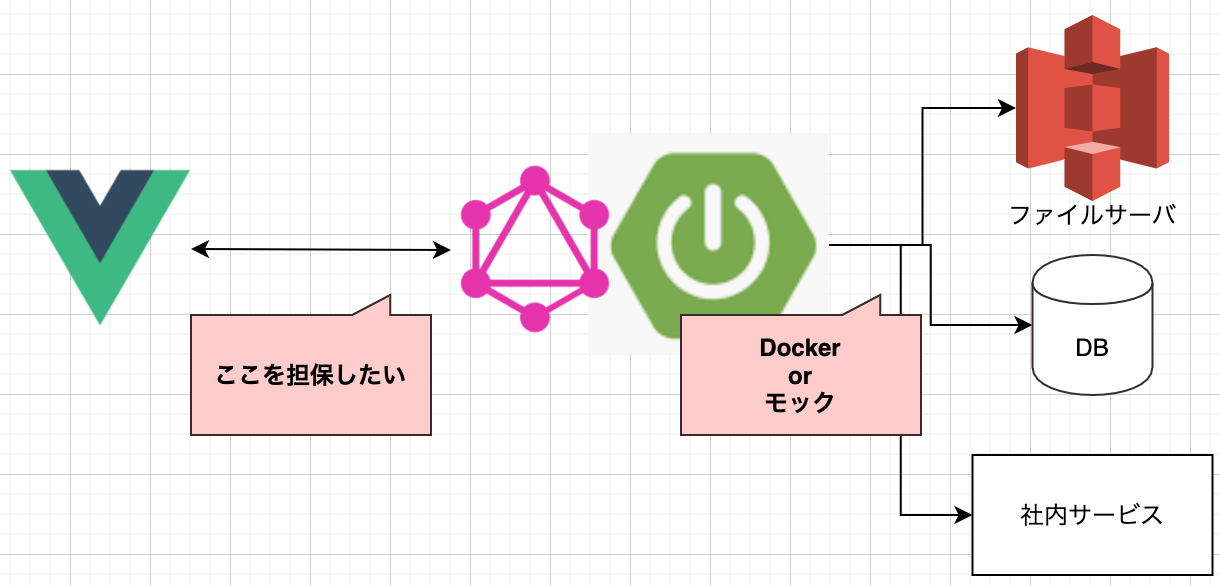 ファイルサーバ
ここを担保したい
Docker
or
モック
DB
社内サービス